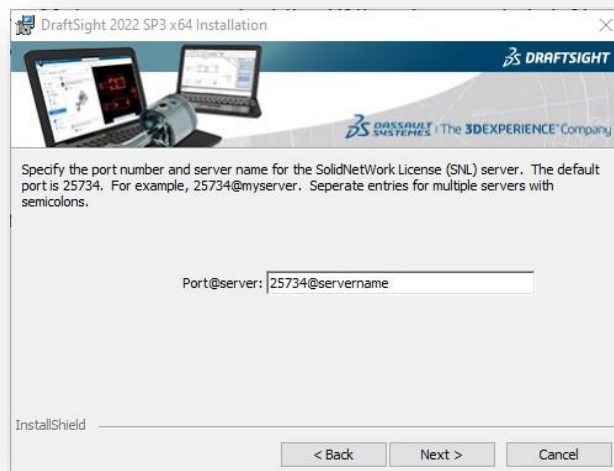 DraftSight 2022 SP3 x64 Installation
DRAFTSIGHT
DASSAULT SYSTEMES | The 3DEXPERIENCE® Company
Specify the port number and server name for the SolidNetWork License (SNL) server. The default
port is 25734. For example, 25734@myserver. Seperate entries for multiple servers with
semicolons.
Port@server: 25734@servername
InstallShield
< Back Next > Cancel